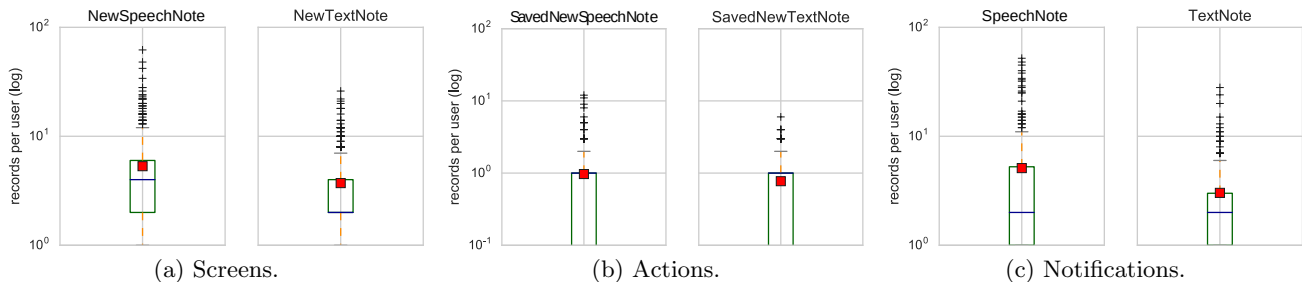 NewSpeechNote NewTextNote
records per user (log)
10^2
10^1
10^0
(a) Screens.
SavedNewSpeechNote SavedNewTextNote
records per user (log)
10^2
10^1
10^0
10^-1
(b) Actions.
SpeechNote TextNote
records per user (log)
10^2
10^1
10^0
(c) Notifications.